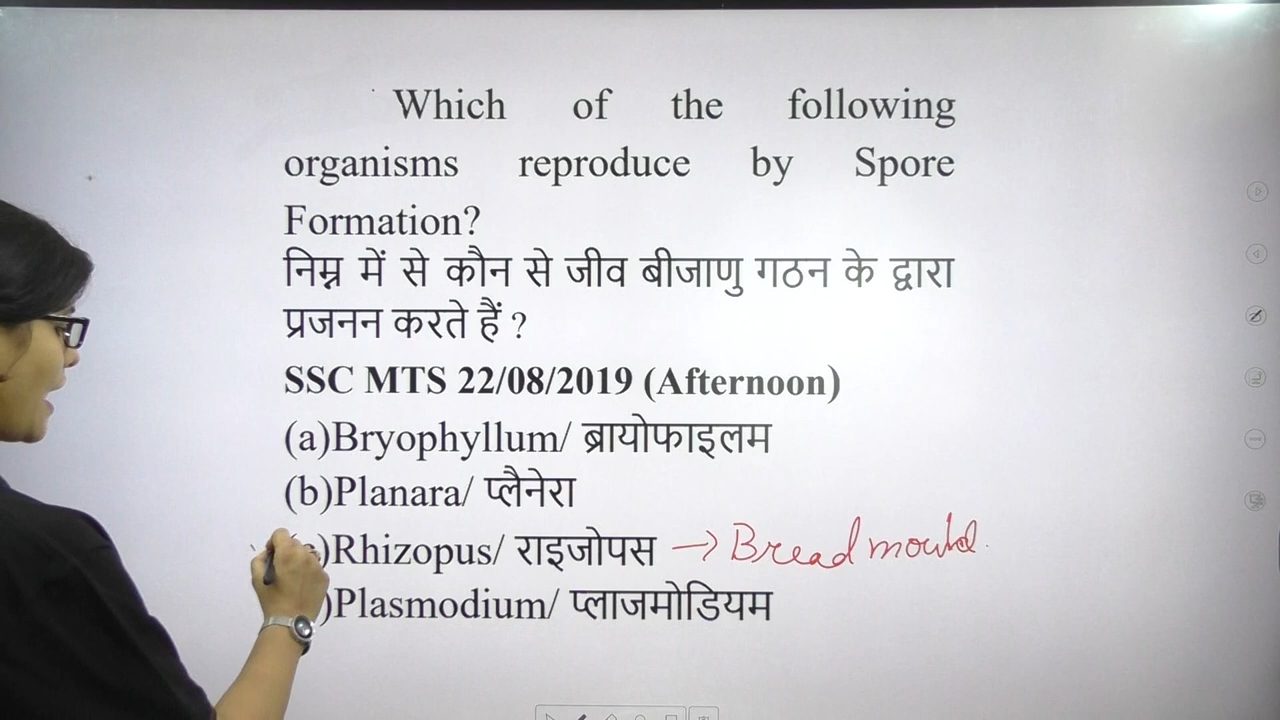 Which of the following
organisms reproduce by Spore
Formation?
निम्न में से कौन से जीव बीजाणु गठन के द्वारा
प्रजनन करते हैं ?
SSC MTS 22/08/2019 (Afternoon)
(a)Bryophyllum/ ब्रायोफाइलम
(b)Planara/ प्लैनेरा
)Rhizopus/ राइजोपस → Bread mould
)Plasmodium/ प्लाजमोडियम